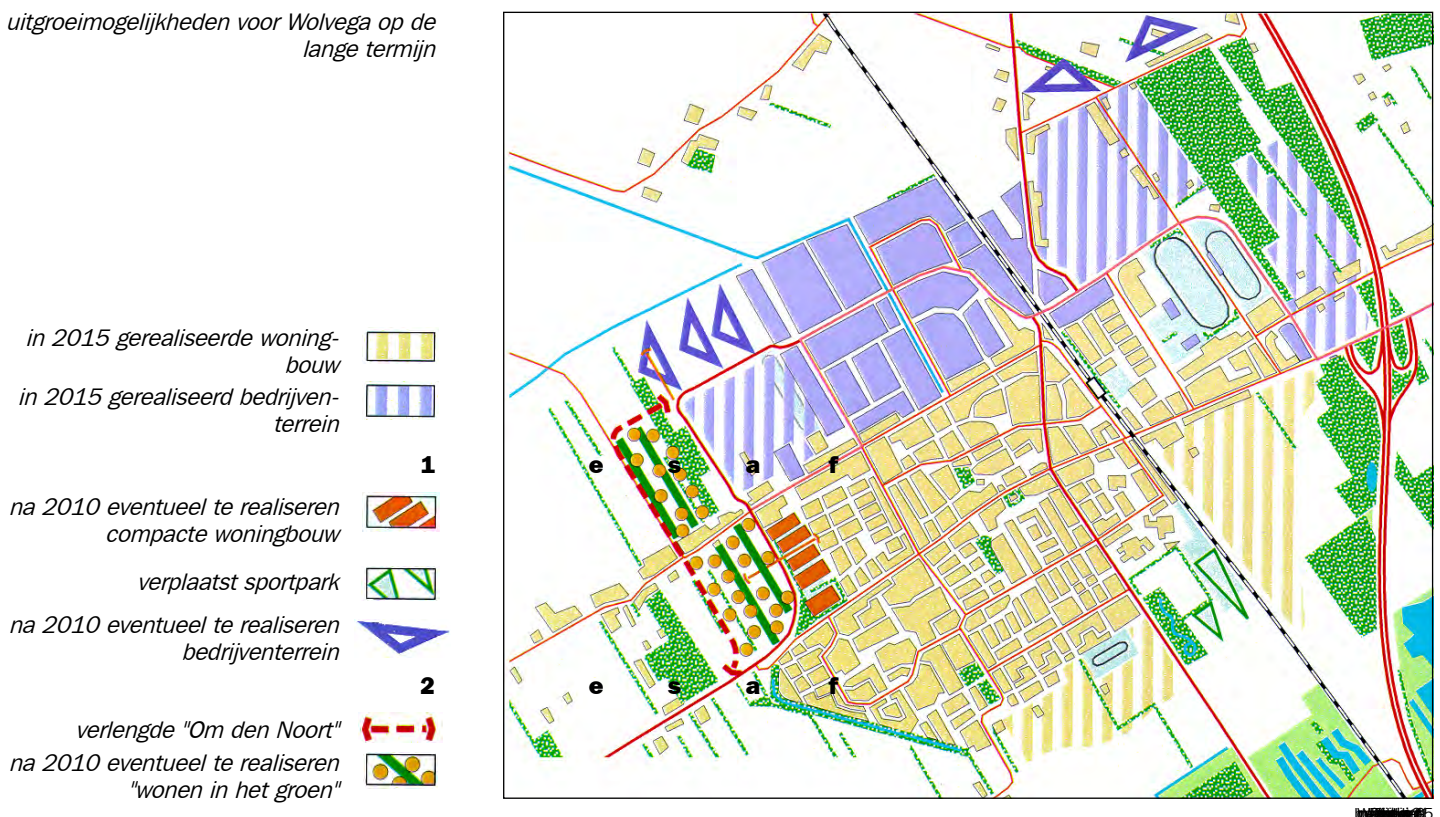 uitgroeimogelijkheden voor Wolvega op de
lange termijn
in 2015 gerealiseerde woning-
bouw
in 2015 gerealiseerd bedrijven-
terrein
1
na 2010 eventueel te realiseren
compacte woningbouw
verplaatst sportpark
na 2010 eventueel te realiseren
bedrijventerrein
2
verlengde "Om den Noort"
na 2010 eventueel te realiseren
"wonen in het groen"
e s a f
e s a f